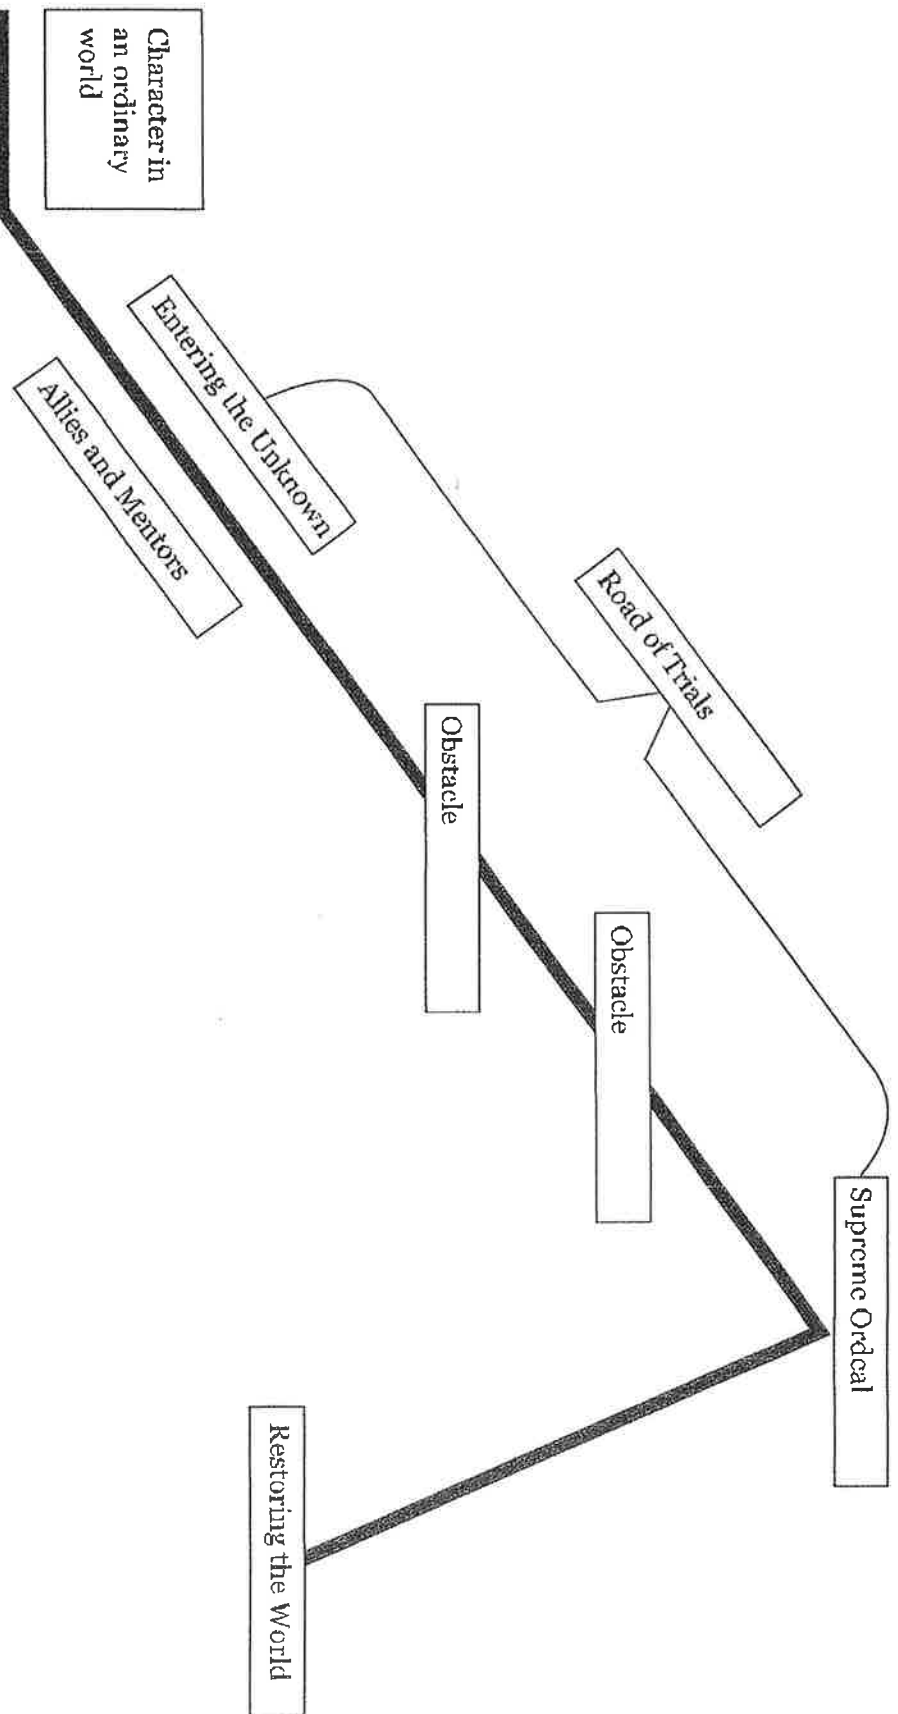 Character in
an ordinary
world
Entering the Unknown
Allies and Mentors
Road of Trials
Obstacle
Obstacle
Supreme Ordeal
Restoring the World